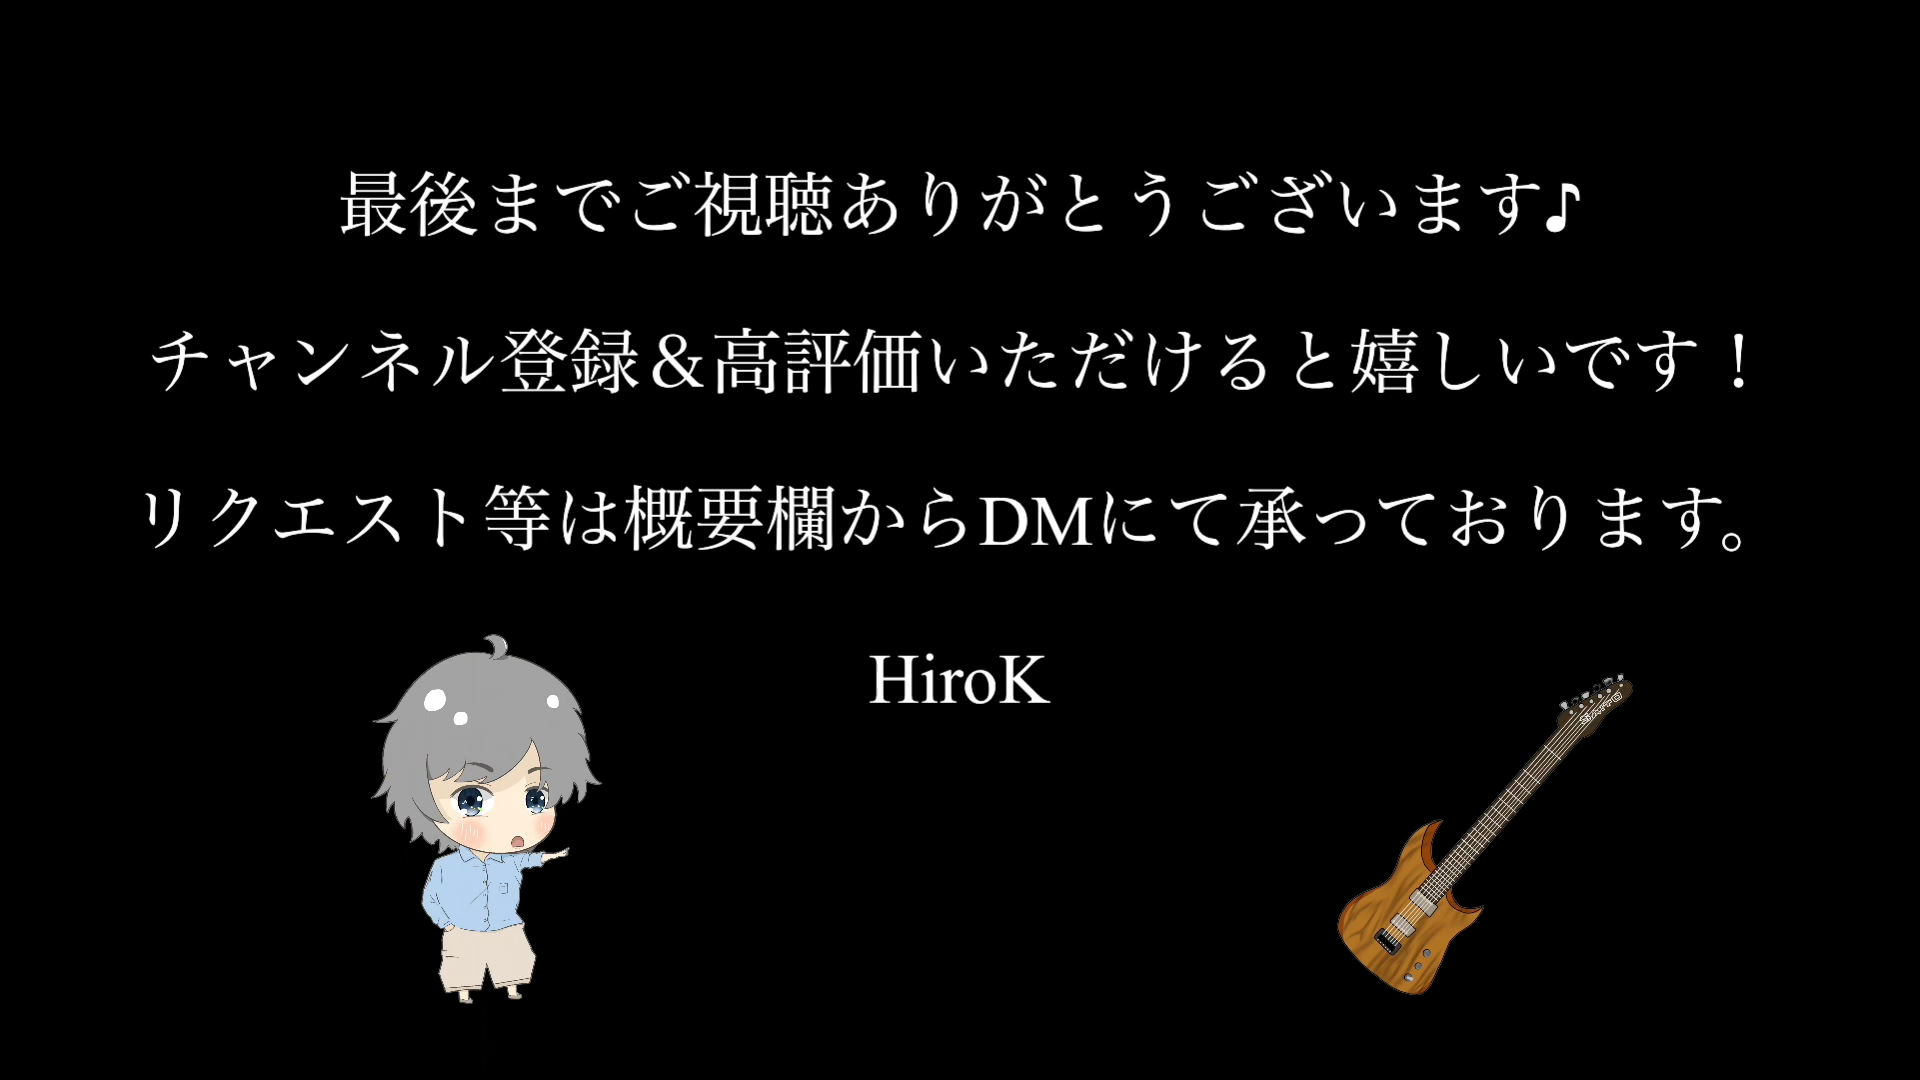 最後までご視聴ありがとうございます♪
チャンネル登録＆高評価いただけると嬉しいです！
リクエスト等は概要欄からDMにて承っております。
HiroK
SAITO